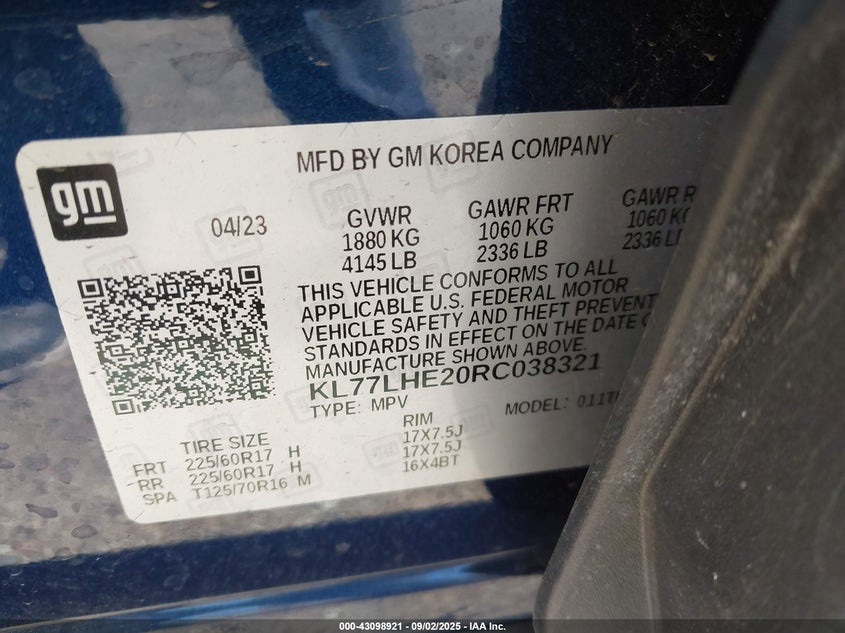 MFD BY GM KOREA COMPANY
gm
04/23
GVWR
1880 KG
4145 LB
GAWR FRT
1060 KG
2336 LB
GAWR
1060
2336
THIS VEHICLE CONFORMS TO ALL
APPLICABLE U.S. FEDERAL MOTOR
VEHICLE SAFETY AND THEFT PREVENT
STANDARDS IN EFFECT ON THE DATE
MANUFACTURE SHOWN ABOVE.
KL77LHE20RC038321
TYPE: MPV MODEL:
TIRE SIZE RIM
FRT 225/60R17 H 17X7.5J
RR 225/60R17 H 17X7.5J
SPA T125/70R16 M 16X4BT
000-43098921 / 09/02/2025 - IAA Inc.